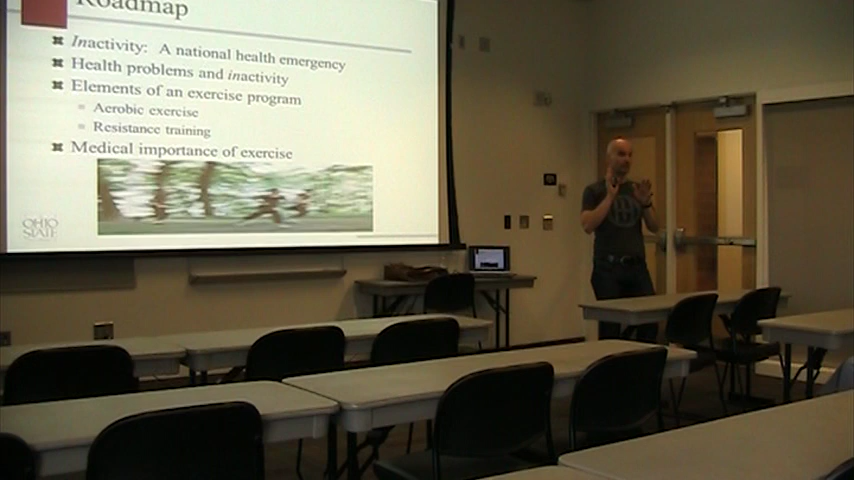 Roadmap
Inactivity: A national health emergency
Health problems and inactivity
Elements of an exercise program
Aerobic exercise
Resistance training
Medical importance of exercise
OHIO
STATE